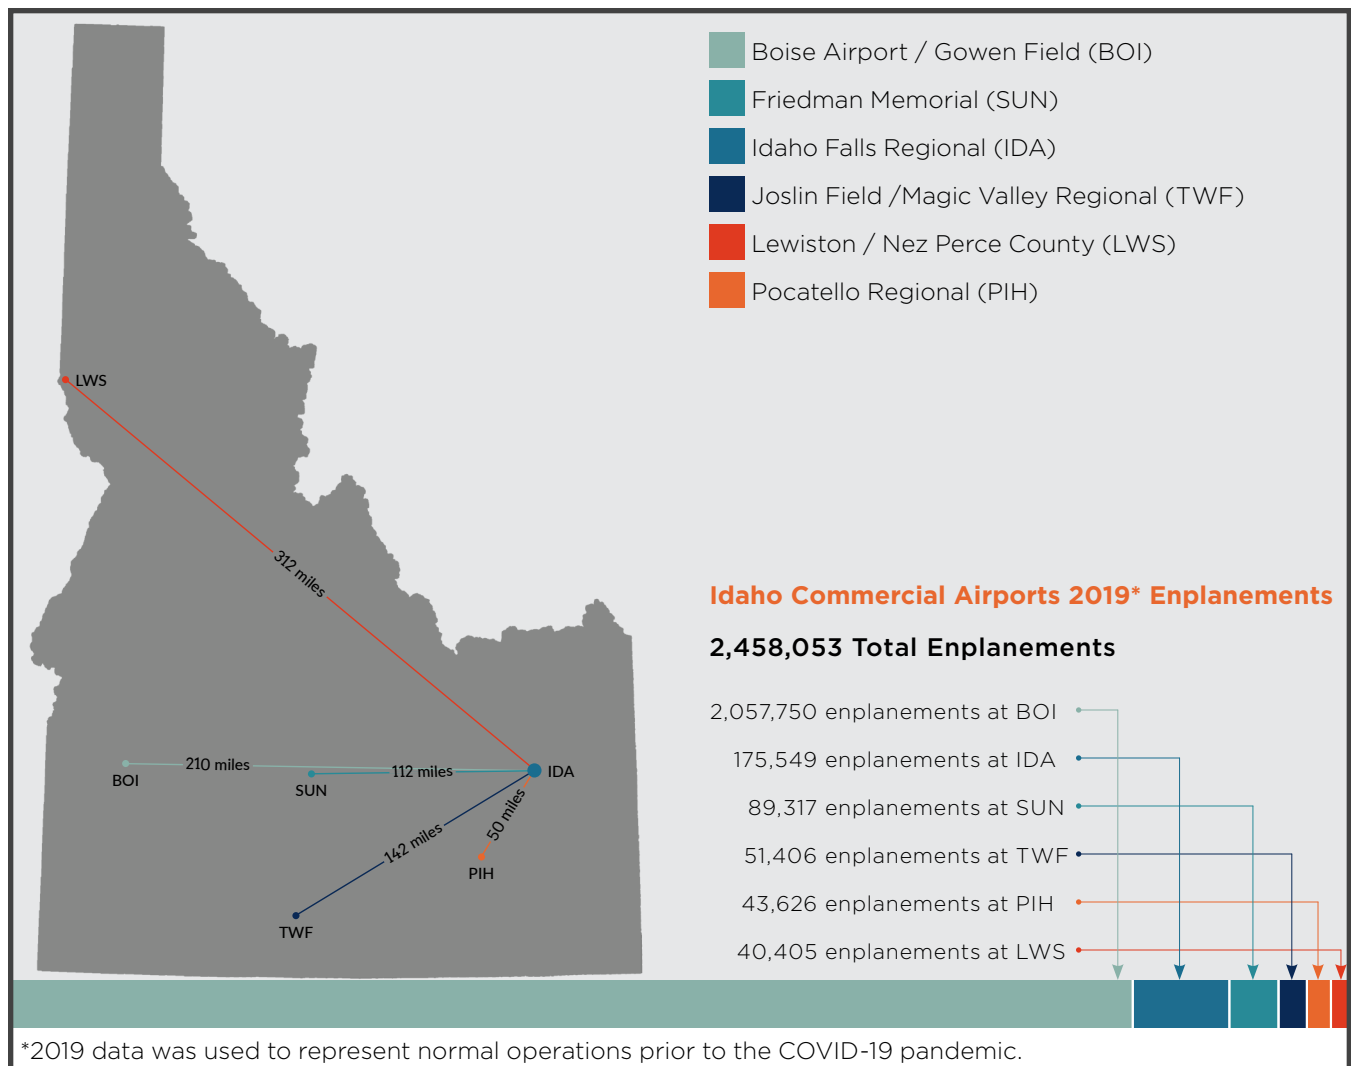 Boise Airport / Gowen Field (BOI)
Friedman Memorial (SUN)
Idaho Falls Regional (IDA)
Joslin Field /Magic Valley Regional (TWF)
Lewiston / Nez Perce County (LWS)
Pocatello Regional (PIH)
LWS
312 miles
210 miles
112 miles
IDA
BOI
SUN
50 miles
142 miles
PIH
TWF
Idaho Commercial Airports 2019* Enplanements
2,458,053 Total Enplanements
2,057,750 enplanements at BOI
175,549 enplanements at IDA
89,317 enplanements at SUN
51,406 enplanements at TWF
43,626 enplanements at PIH
40,405 enplanements at LWS
*2019 data was used to represent normal operations prior to the COVID-19 pandemic.